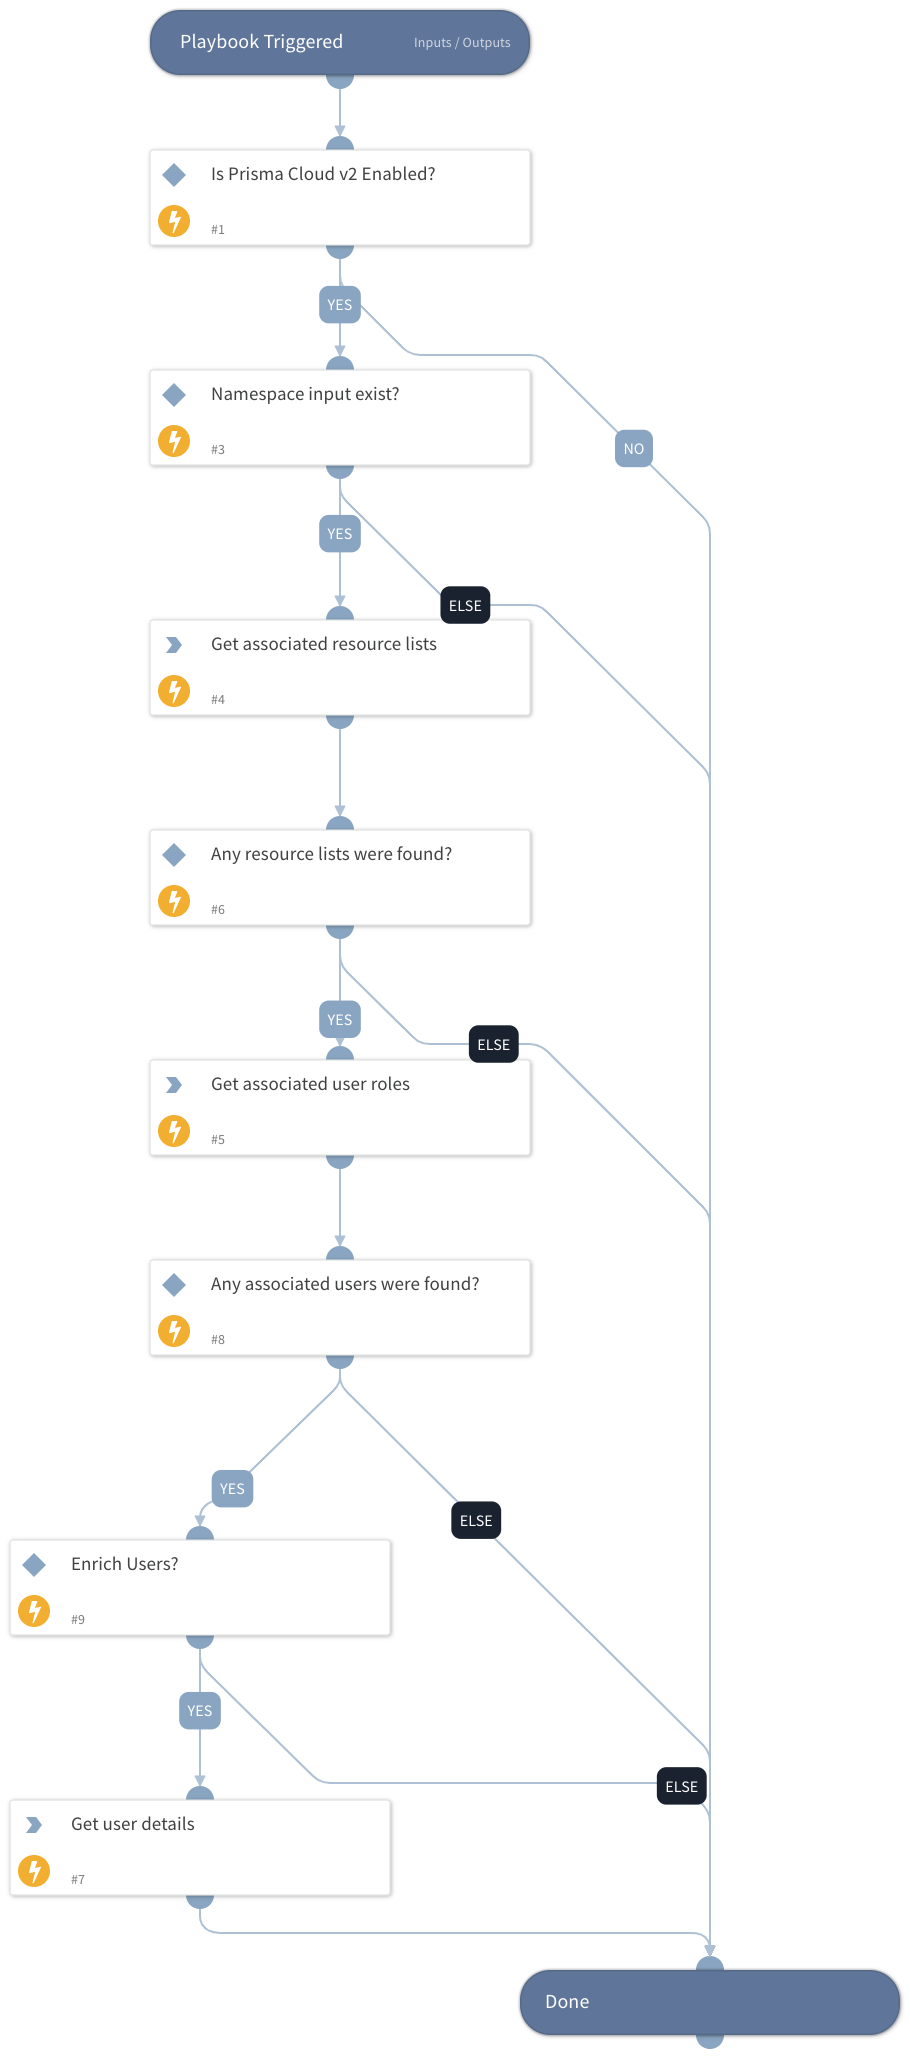 Playbook Triggered
Inputs / Outputs
Is Prisma Cloud v2 Enabled?
#1
YES
Namespace input exist?
#3
NO
YES
ELSE
Get associated resource lists
#4
Any resource lists were found?
#6
YES
ELSE
Get associated user roles
#5
Any associated users were found?
#8
YES
ELSE
Enrich Users?
#9
YES
ELSE
Get user details
#7
Done